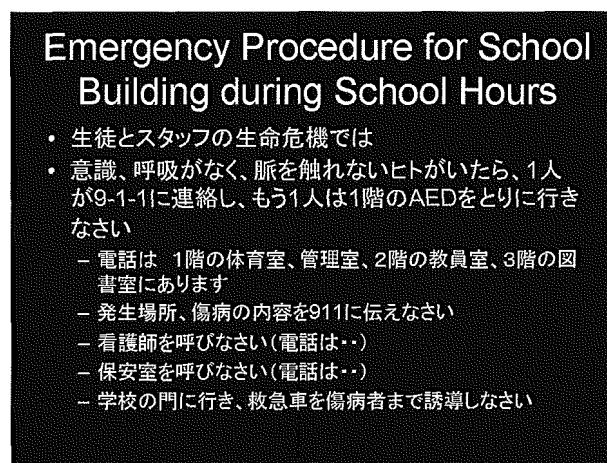 Emergency Procedure for School
Building during School Hours
• 生徒とスタッフの生命危機では
• 意識、呼吸がなく、脈を触れないヒトがいたら、1人
が9-1-1に連絡し、もう1人は1階のAEDをとりに行き
なさい
– 電話は 1階の体育室、管理室、2階の教員室、3階の図
書室にあります
– 発生場所、傷病の内容を911に伝えなさい
– 看護師を呼びなさい(電話は・・)
– 保安室を呼びなさい(電話は・・)
– 学校の門に行き、救急車を傷病者まで誘導しなさい